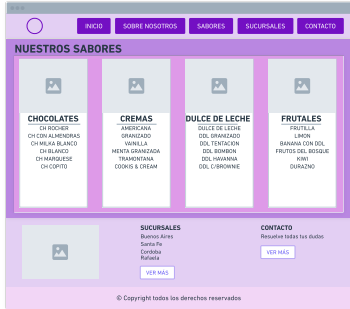 INICIO
SOBRE NOSOTROS
SABORES
SUCURSALES
CONTACTO
NUESTROS SABORES
CHOCOLATES
CH ROCHER
CH CON ALMENDRAS
CH MILKA BLANCO
CH BLANCO
CH MARQUESE
CH COPITO
CREMAS
AMERICANA
GRANIZADO
VAINILLA
MENTA GRANIZADA
TRAMONTANA
COOKIS & CREAM
DULCE DE LECHE
DULCE DE LECHE
DDL GRANIZADO
DDL TENTACION
DDL BOMBON
DDL HAVANNA
DDL C/BROWNIE
FRUTALES
FRUTILLA
LIMON
BANANA CON DDL
FRUTOS DEL BOSQUE
KIWI
DURAZNO
SUCURSALES
Buenos Aires
Santa Fe
Cordoba
Rafaela
VER MÁS
CONTACTO
Resuelve todas tus dudas
VER MÁS
© Copyright todos los derechos reservados